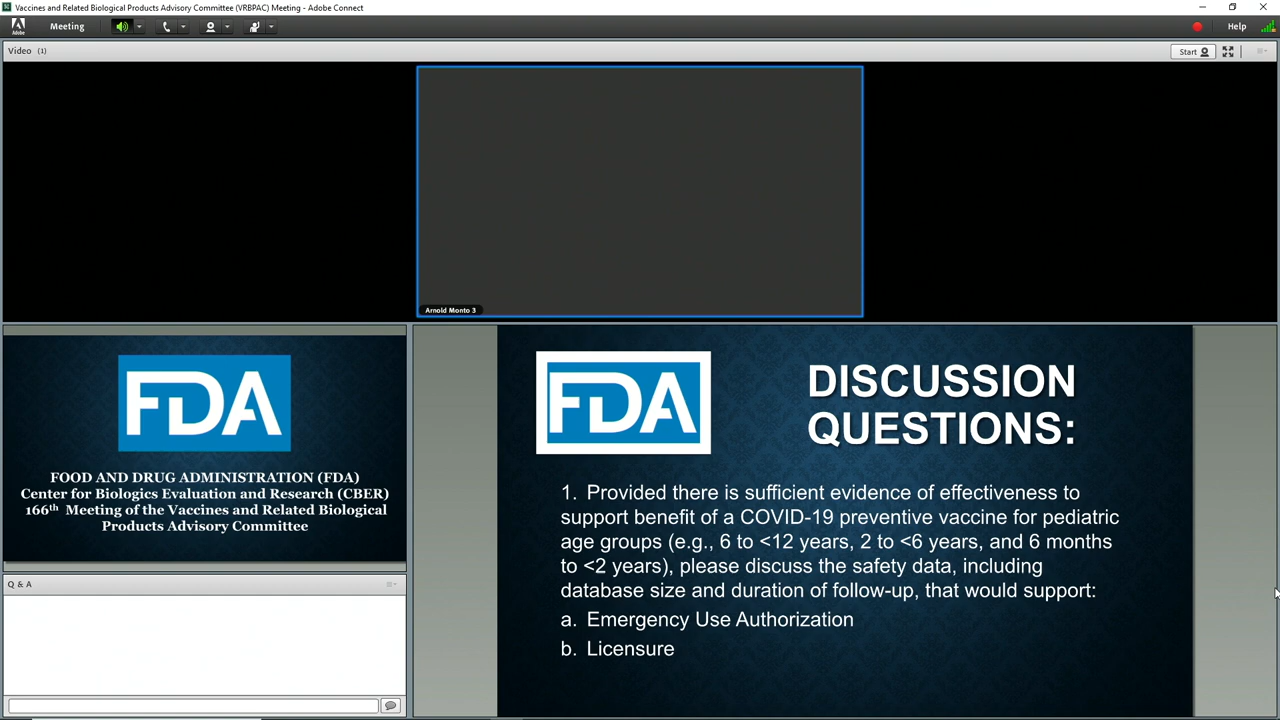 Vaccines and Related Biological Products Advisory Committee (VRBPAC) Meeting - Adobe Connect
Adobe
Meeting
Help
Video (1)
Start
Arnold Monto 3
FDA
FOOD AND DRUG ADMINISTRATION (FDA)
Center for Biologics Evaluation and Research (CBER)
166th Meeting of the Vaccines and Related Biological
Products Advisory Committee
Q & A
FDA
DISCUSSION
QUESTIONS:
1. Provided there is sufficient evidence of effectiveness to
support benefit of a COVID-19 preventive vaccine for pediatric
age groups (e.g., 6 to <12 years, 2 to <6 years, and 6 months
to <2 years), please discuss the safety data, including
database size and duration of follow-up, that would support:
a. Emergency Use Authorization
b. Licensure